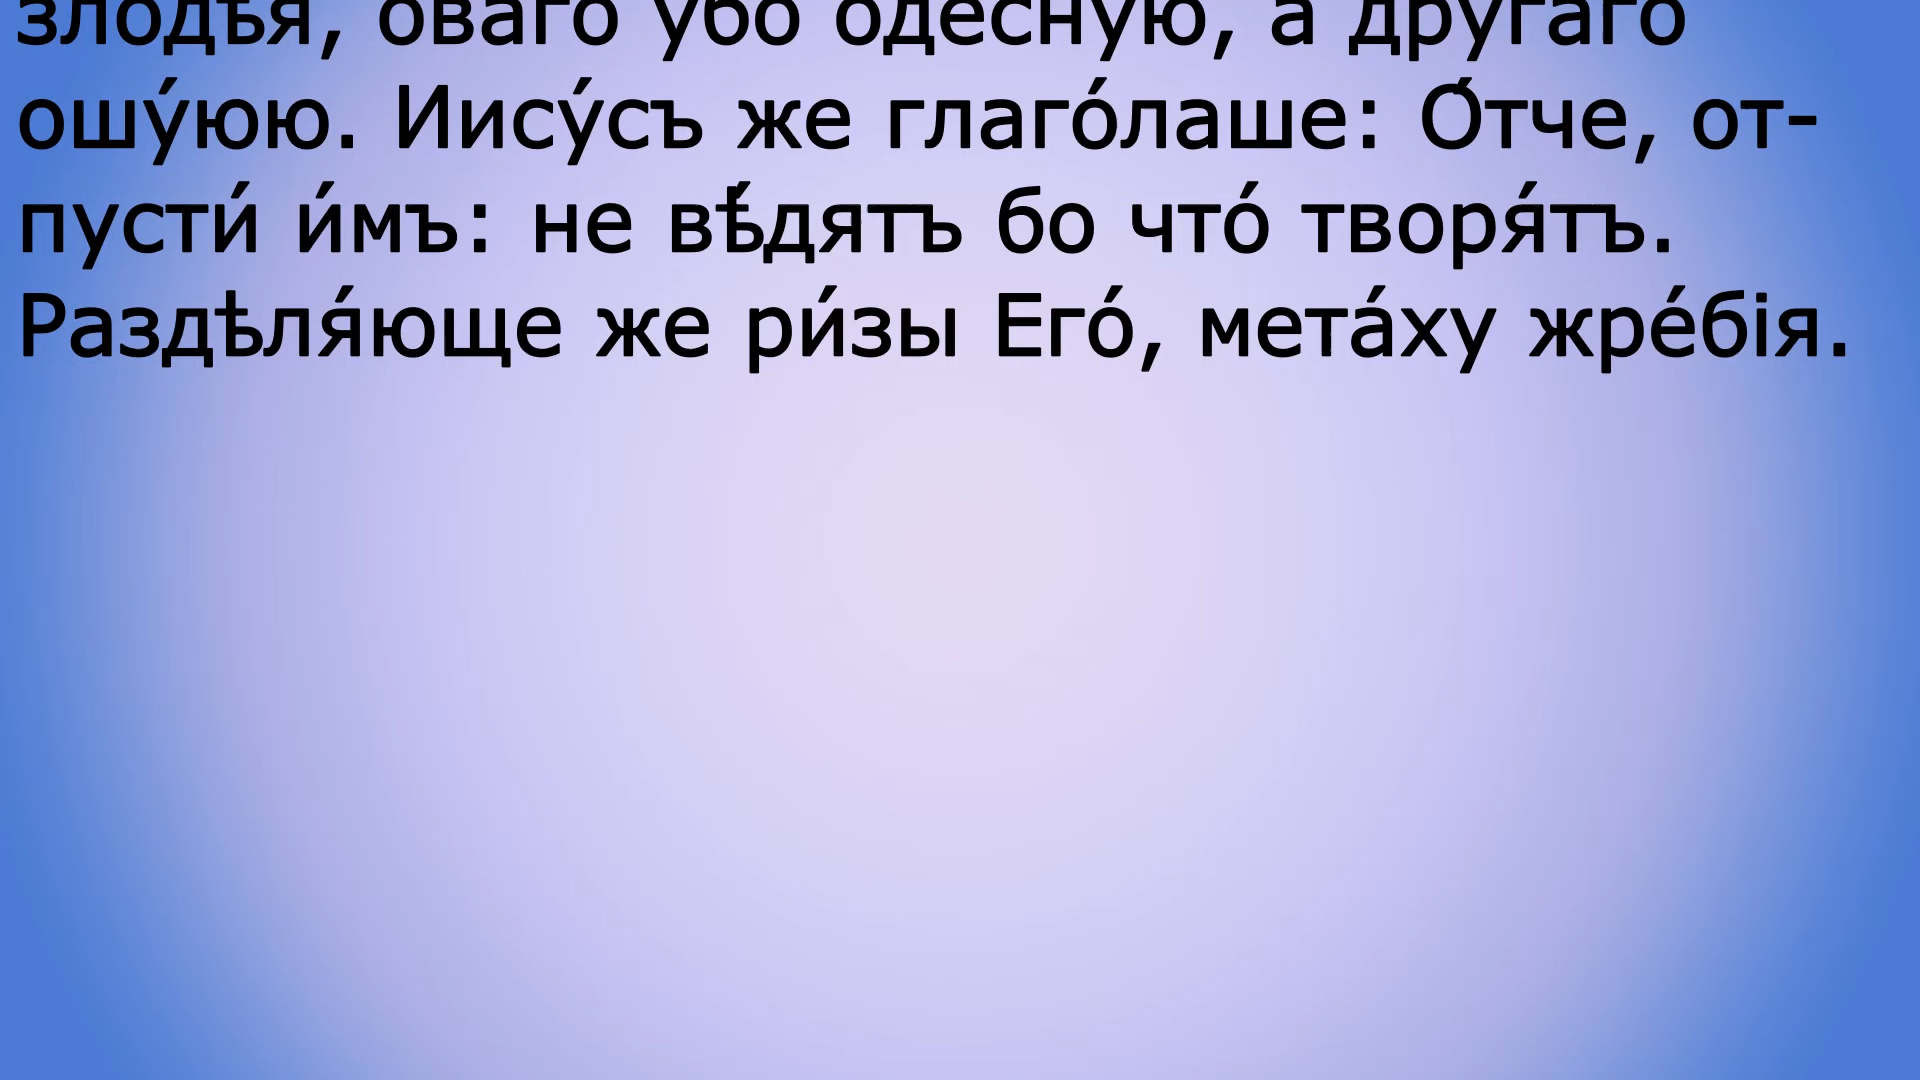 злодѣя, оваго убо одесную, а другаго
ошу́юю. Иису́съ же глаго́лаше: О́тче, от-
пусти́ и́мъ: не вѣ́дятъ бо что́ творя́тъ.
Раздѣля́юще же ри́зы Его́, мета́ху жре́бія.